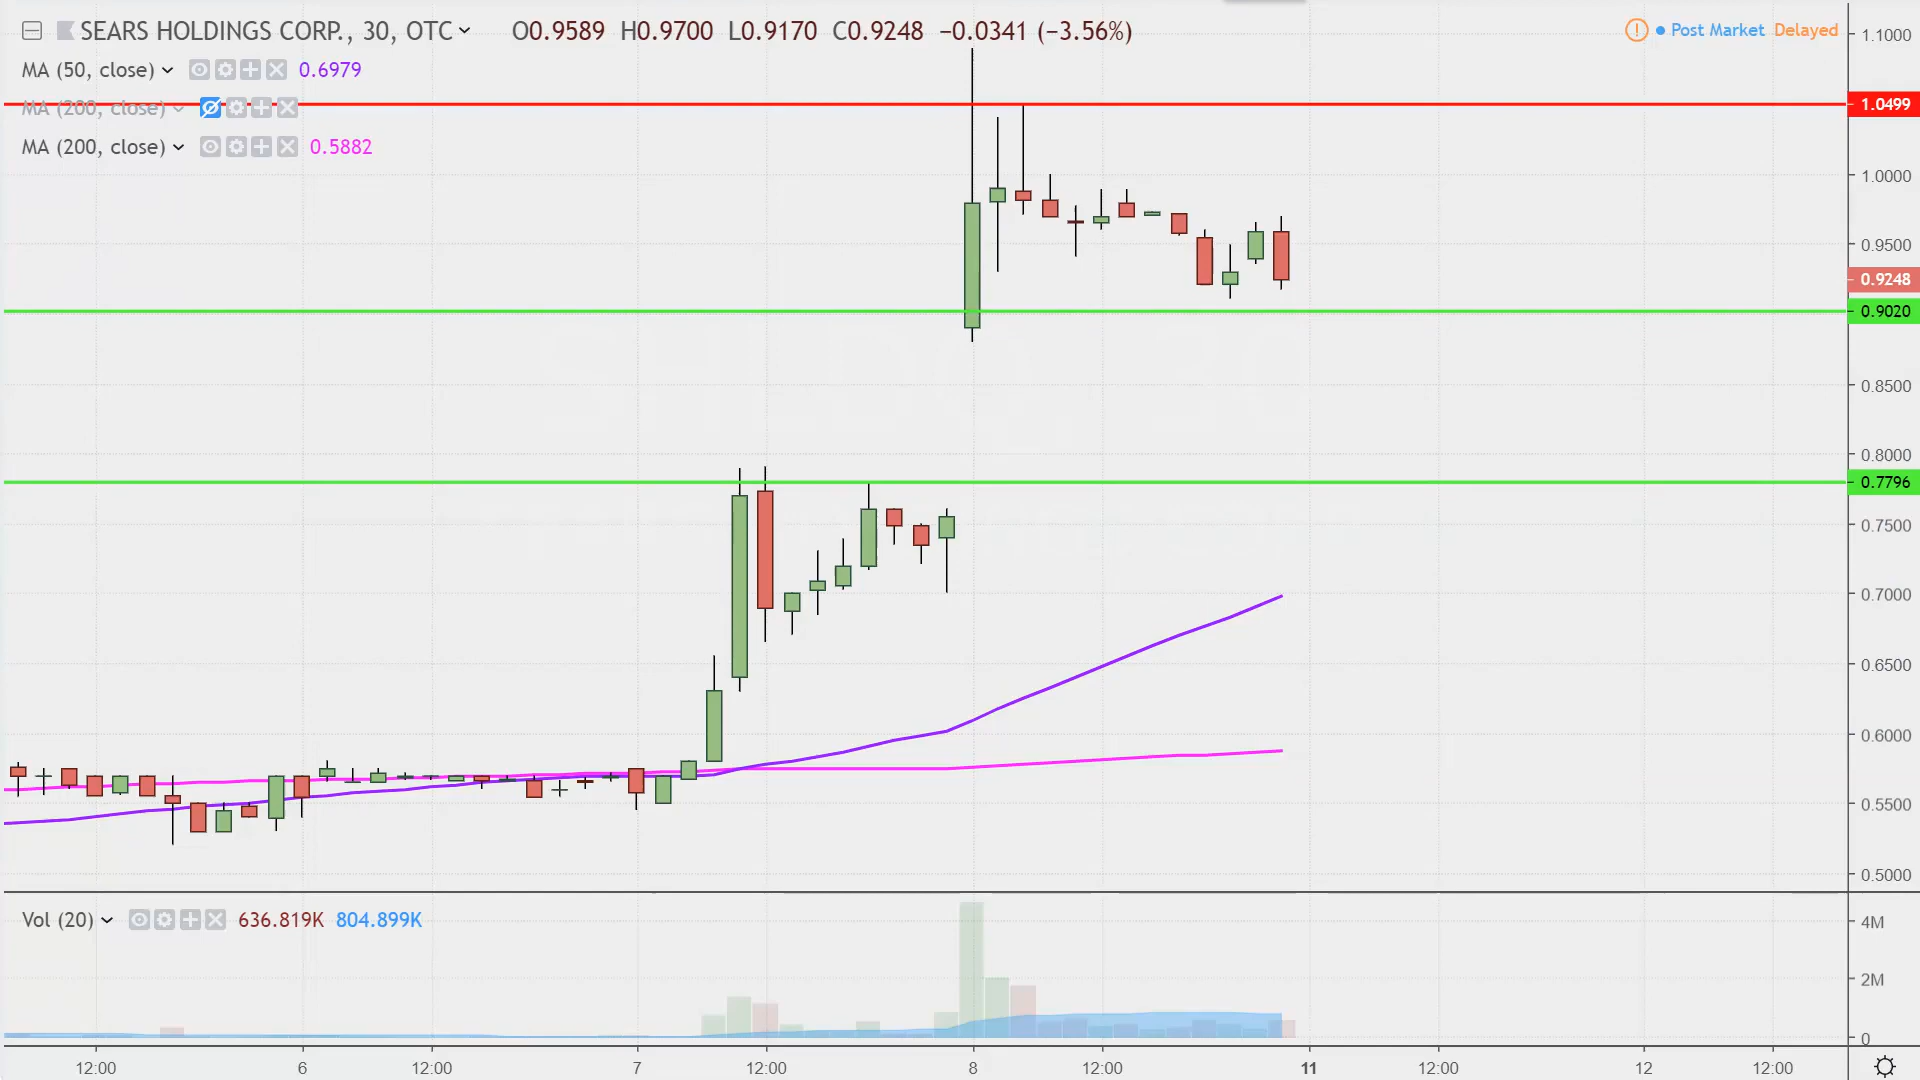 SEARS HOLDINGS CORP., 30, OTC O0.9589 H0.9700 L0.9170 C0.9248 −0.0341 (−3.56%)
Post Market Delayed
MA (50, close) 0.6979
MA (200, close)
MA (200, close) 0.5882
1.1000
1.0499
1.0000
0.9500
0.9248
0.9020
0.8500
0.8000
0.7796
0.7500
0.7000
0.6500
0.6000
0.5500
0.5000
Vol (20) 636.819K 804.899K
4M
2M
0
12:00 6 12:00 7 12:00 8 12:00 11 12:00 12 12:00